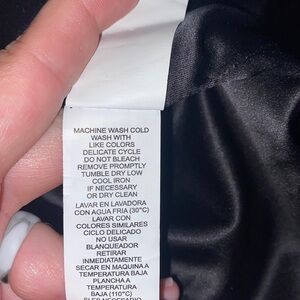 MACHINE WASH COLD
WASH WITH
LIKE COLORS
DELICATE CYCLE
DO NOT BLEACH
REMOVE PROMPTLY
TUMBLE DRY LOW
COOL IRON
IF NECESSARY
OR DRY CLEAN
LAVAR EN LAVADORA
CON AGUA FRIA (30°C)
LAVAR CON
COLORES SIMILARES
CICLO DELICADO
NO USAR
BLANQUEADOR
RETIRAR
INMEDIATAMENTE
SECAR EN MAQUINA A
TEMPERATURA BAJA
PLANCHA A
TEMPERATURA
BAJA (110°C)